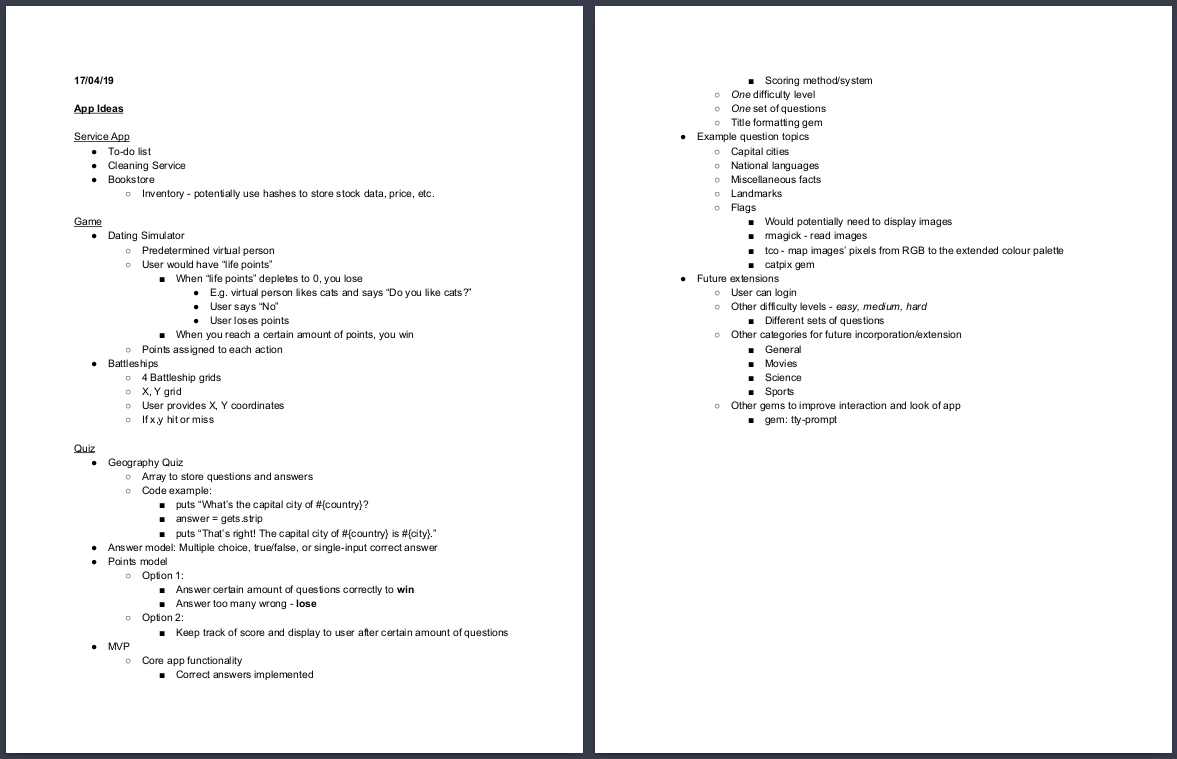 17/04/19
App Ideas
Service App
● To-do list
● Cleaning Service
● Bookstore
○ Inventory - potentially use hashes to store stock data, price, etc.
Game
● Dating Simulator
○ Predetermined virtual person
○ User would have “life points”
■ When “life points” depletes to 0, you lose
● E.g. virtual person likes cats and says “Do you like cats?”
● User says “No”
● User loses points
■ When you reach a certain amount of points, you win
○ Points assigned to each action
● Battleships
○ 4 Battleship grids
○ X, Y grid
○ User provides X, Y coordinates
○ If x,y hit or miss
Quiz
● Geography Quiz
○ Array to store questions and answers
○ Code example:
■ puts “What’s the capital city of #{country}?
■ answer = gets.strip
■ puts “That’s right! The capital city of #{country} is #{city}.”
● Answer model: Multiple choice, true/false, or single-input correct answer
● Points model
○ Option 1:
■ Answer certain amount of questions correctly to win
■ Answer too many wrong - lose
○ Option 2:
■ Keep track of score and display to user after certain amount of questions
● MVP
○ Core app functionality
■ Correct answers implemented
■ Scoring method/system
○ One difficulty level
○ One set of questions
○ Title formatting gem
● Example question topics
○ Capital cities
○ National languages
○ Miscellaneous facts
○ Landmarks
○ Flags
■ Would potentially need to display images
■ rmagick - read images
■ tco - map images’ pixels from RGB to the extended colour palette
■ catpix gem
● Future extensions
○ User can login
○ Other difficulty levels - easy, medium, hard
■ Different sets of questions
○ Other categories for future incorporation/extension
■ General
■ Movies
■ Science
■ Sports
○ Other gems to improve interaction and look of app
■ gem: tty-prompt